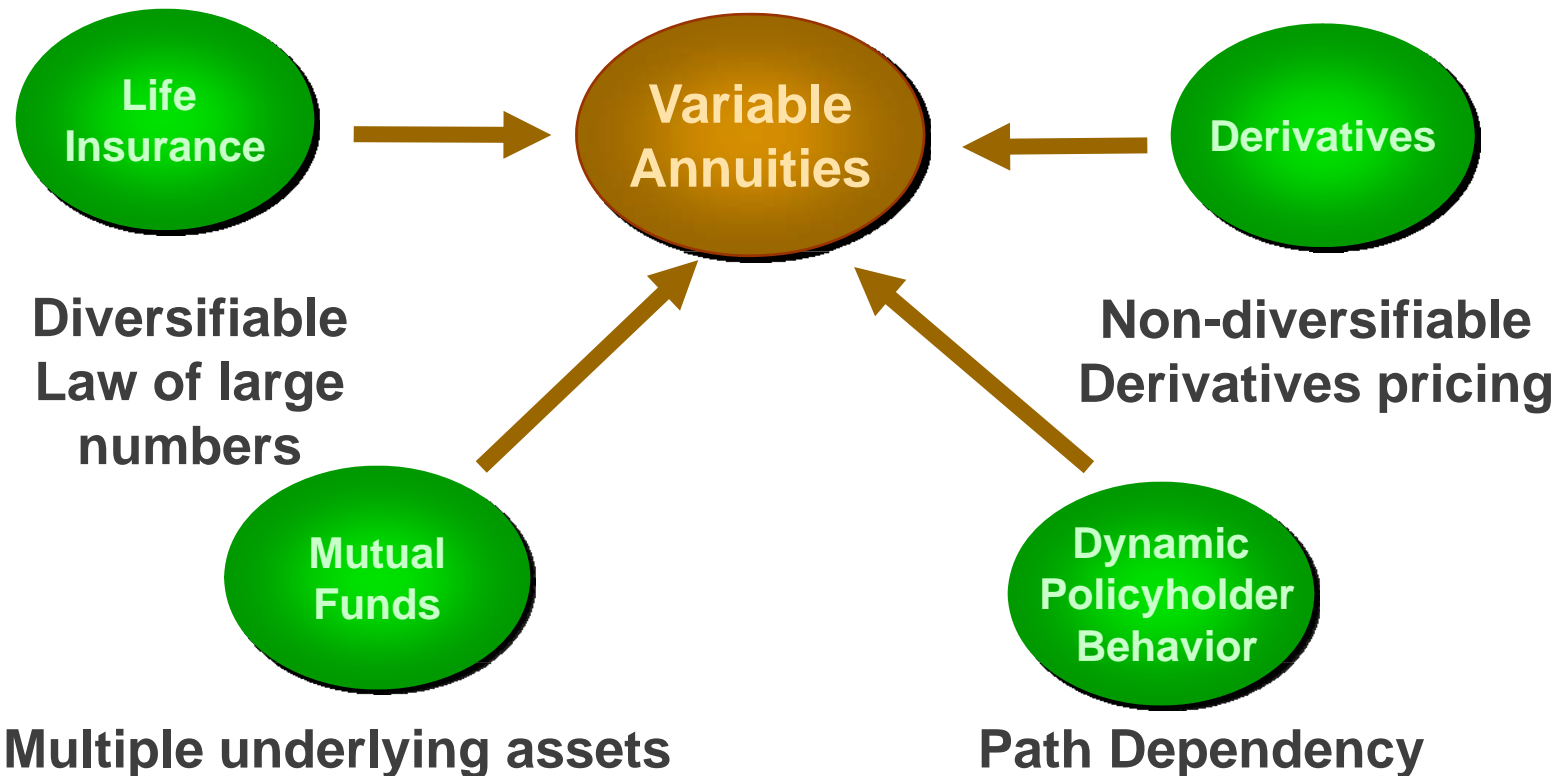 Life
Insurance
Variable
Annuities
Derivatives
Diversifiable
Law of large
numbers
Non-diversifiable
Derivatives pricing
Mutual
Funds
Dynamic
Policyholder
Behavior
Multiple underlying assets
Path Dependency